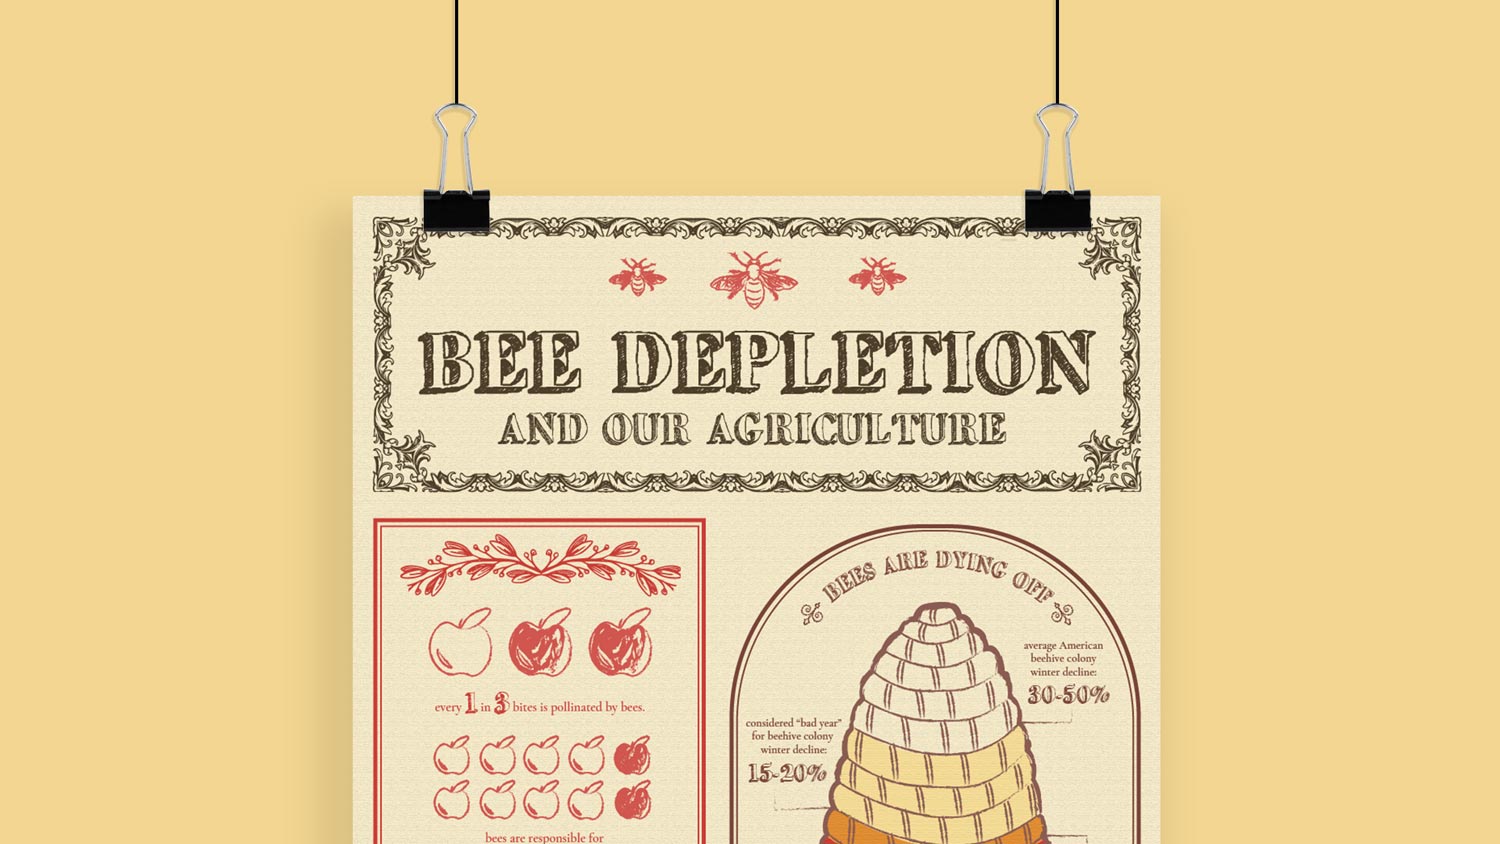 BEE DEPLETION
AND OUR AGRICULTURE
every 1 in 3 bites is pollinated by bees.
bees are responsible for
BEES ARE DYING OFF
average American
beehive colony
winter decline:
30-50%
considered “bad year”
for beehive colony
winter decline:
15-20%